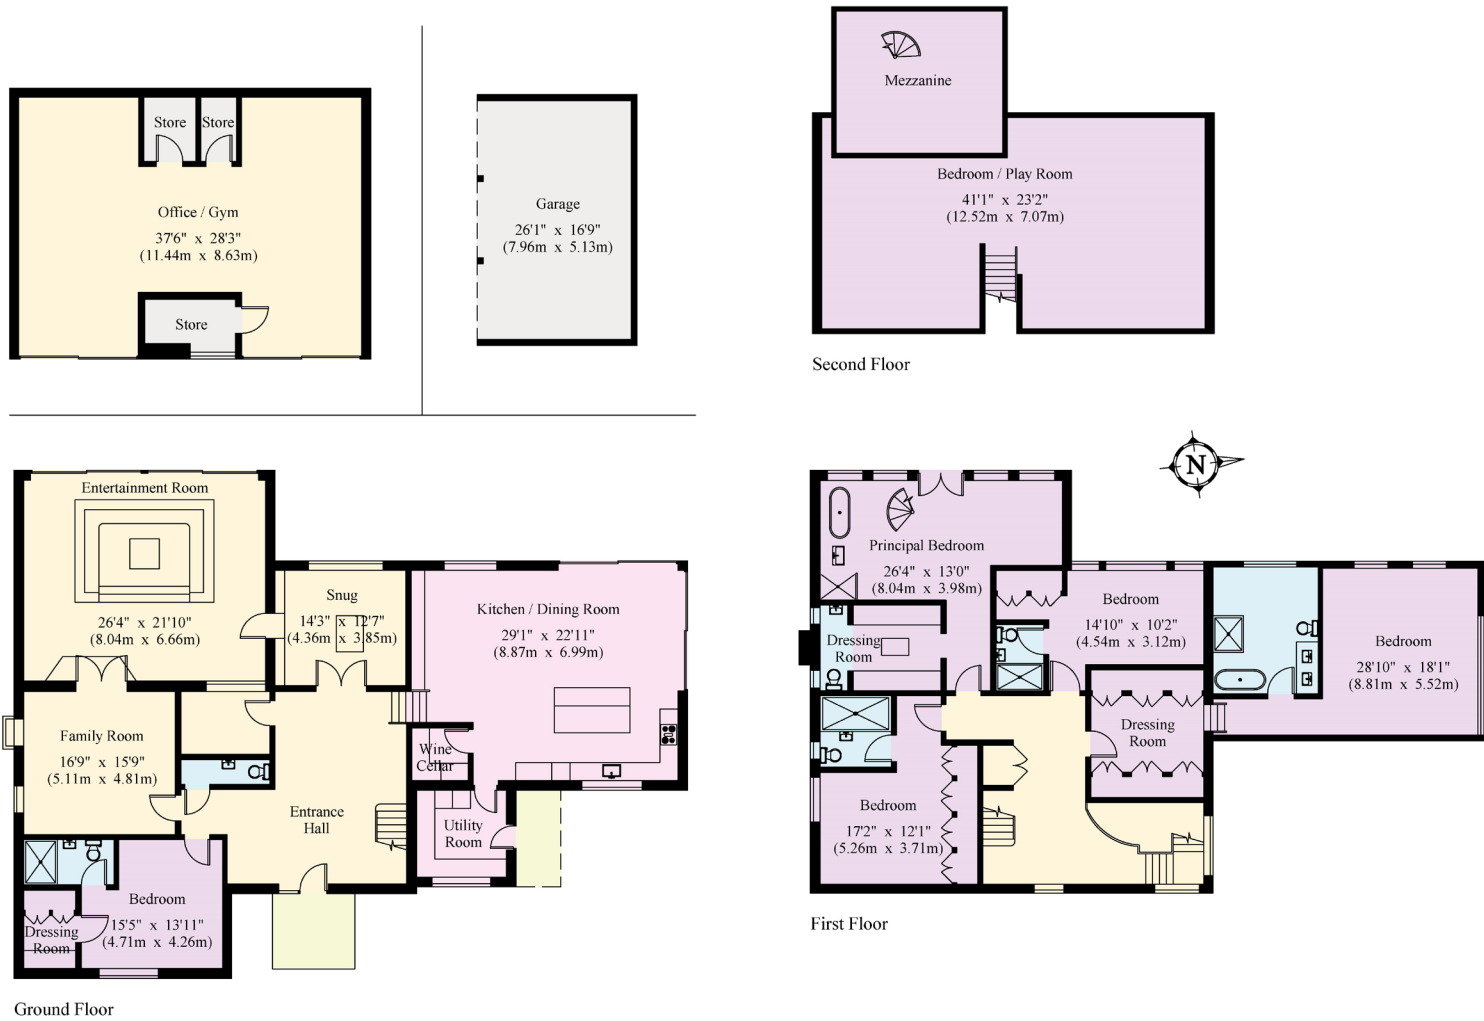 Store
Store
Office / Gym
37'6" x 28'3"
(11.44m x 8.63m)
Store
Garage
26'1" x 16'9"
(7.96m x 5.13m)
Mezzanine
Bedroom / Play Room
41'1" x 23'2"
(12.52m x 7.07m)
Second Floor
Entertainment Room
26'4" x 21'10"
(8.04m x 6.66m)
Snug
14'3" x 12'7"
(4.36m x 3.85m)
Kitchen / Dining Room
29'1" x 22'11"
(8.87m x 6.99m)
Family Room
16'9" x 15'9"
(5.11m x 4.81m)
Wine
Cellar
Entrance
Hall
Utility
Room
Bedroom
15'5" x 13'11"
(4.71m x 4.26m)
Dressing
Room
Ground Floor
N
Principal Bedroom
26'4" x 13'0"
(8.04m x 3.98m)
Dressing
Room
Bedroom
14'10" x 10'2"
(4.54m x 3.12m)
Bedroom
28'10" x 18'1"
(8.81m x 5.52m)
Dressing
Room
Bedroom
17'2" x 12'1"
(5.26m x 3.71m)
First Floor